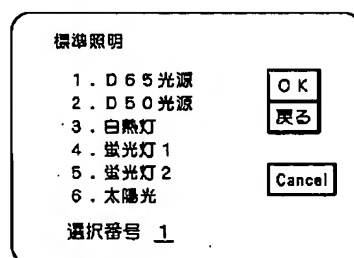 標準照明
1．D65光源
2．D50光源
3．白熱灯
4．蛍光灯1
5．蛍光灯2
6．太陽光
選択番号 1
OK
戻る
Cancel